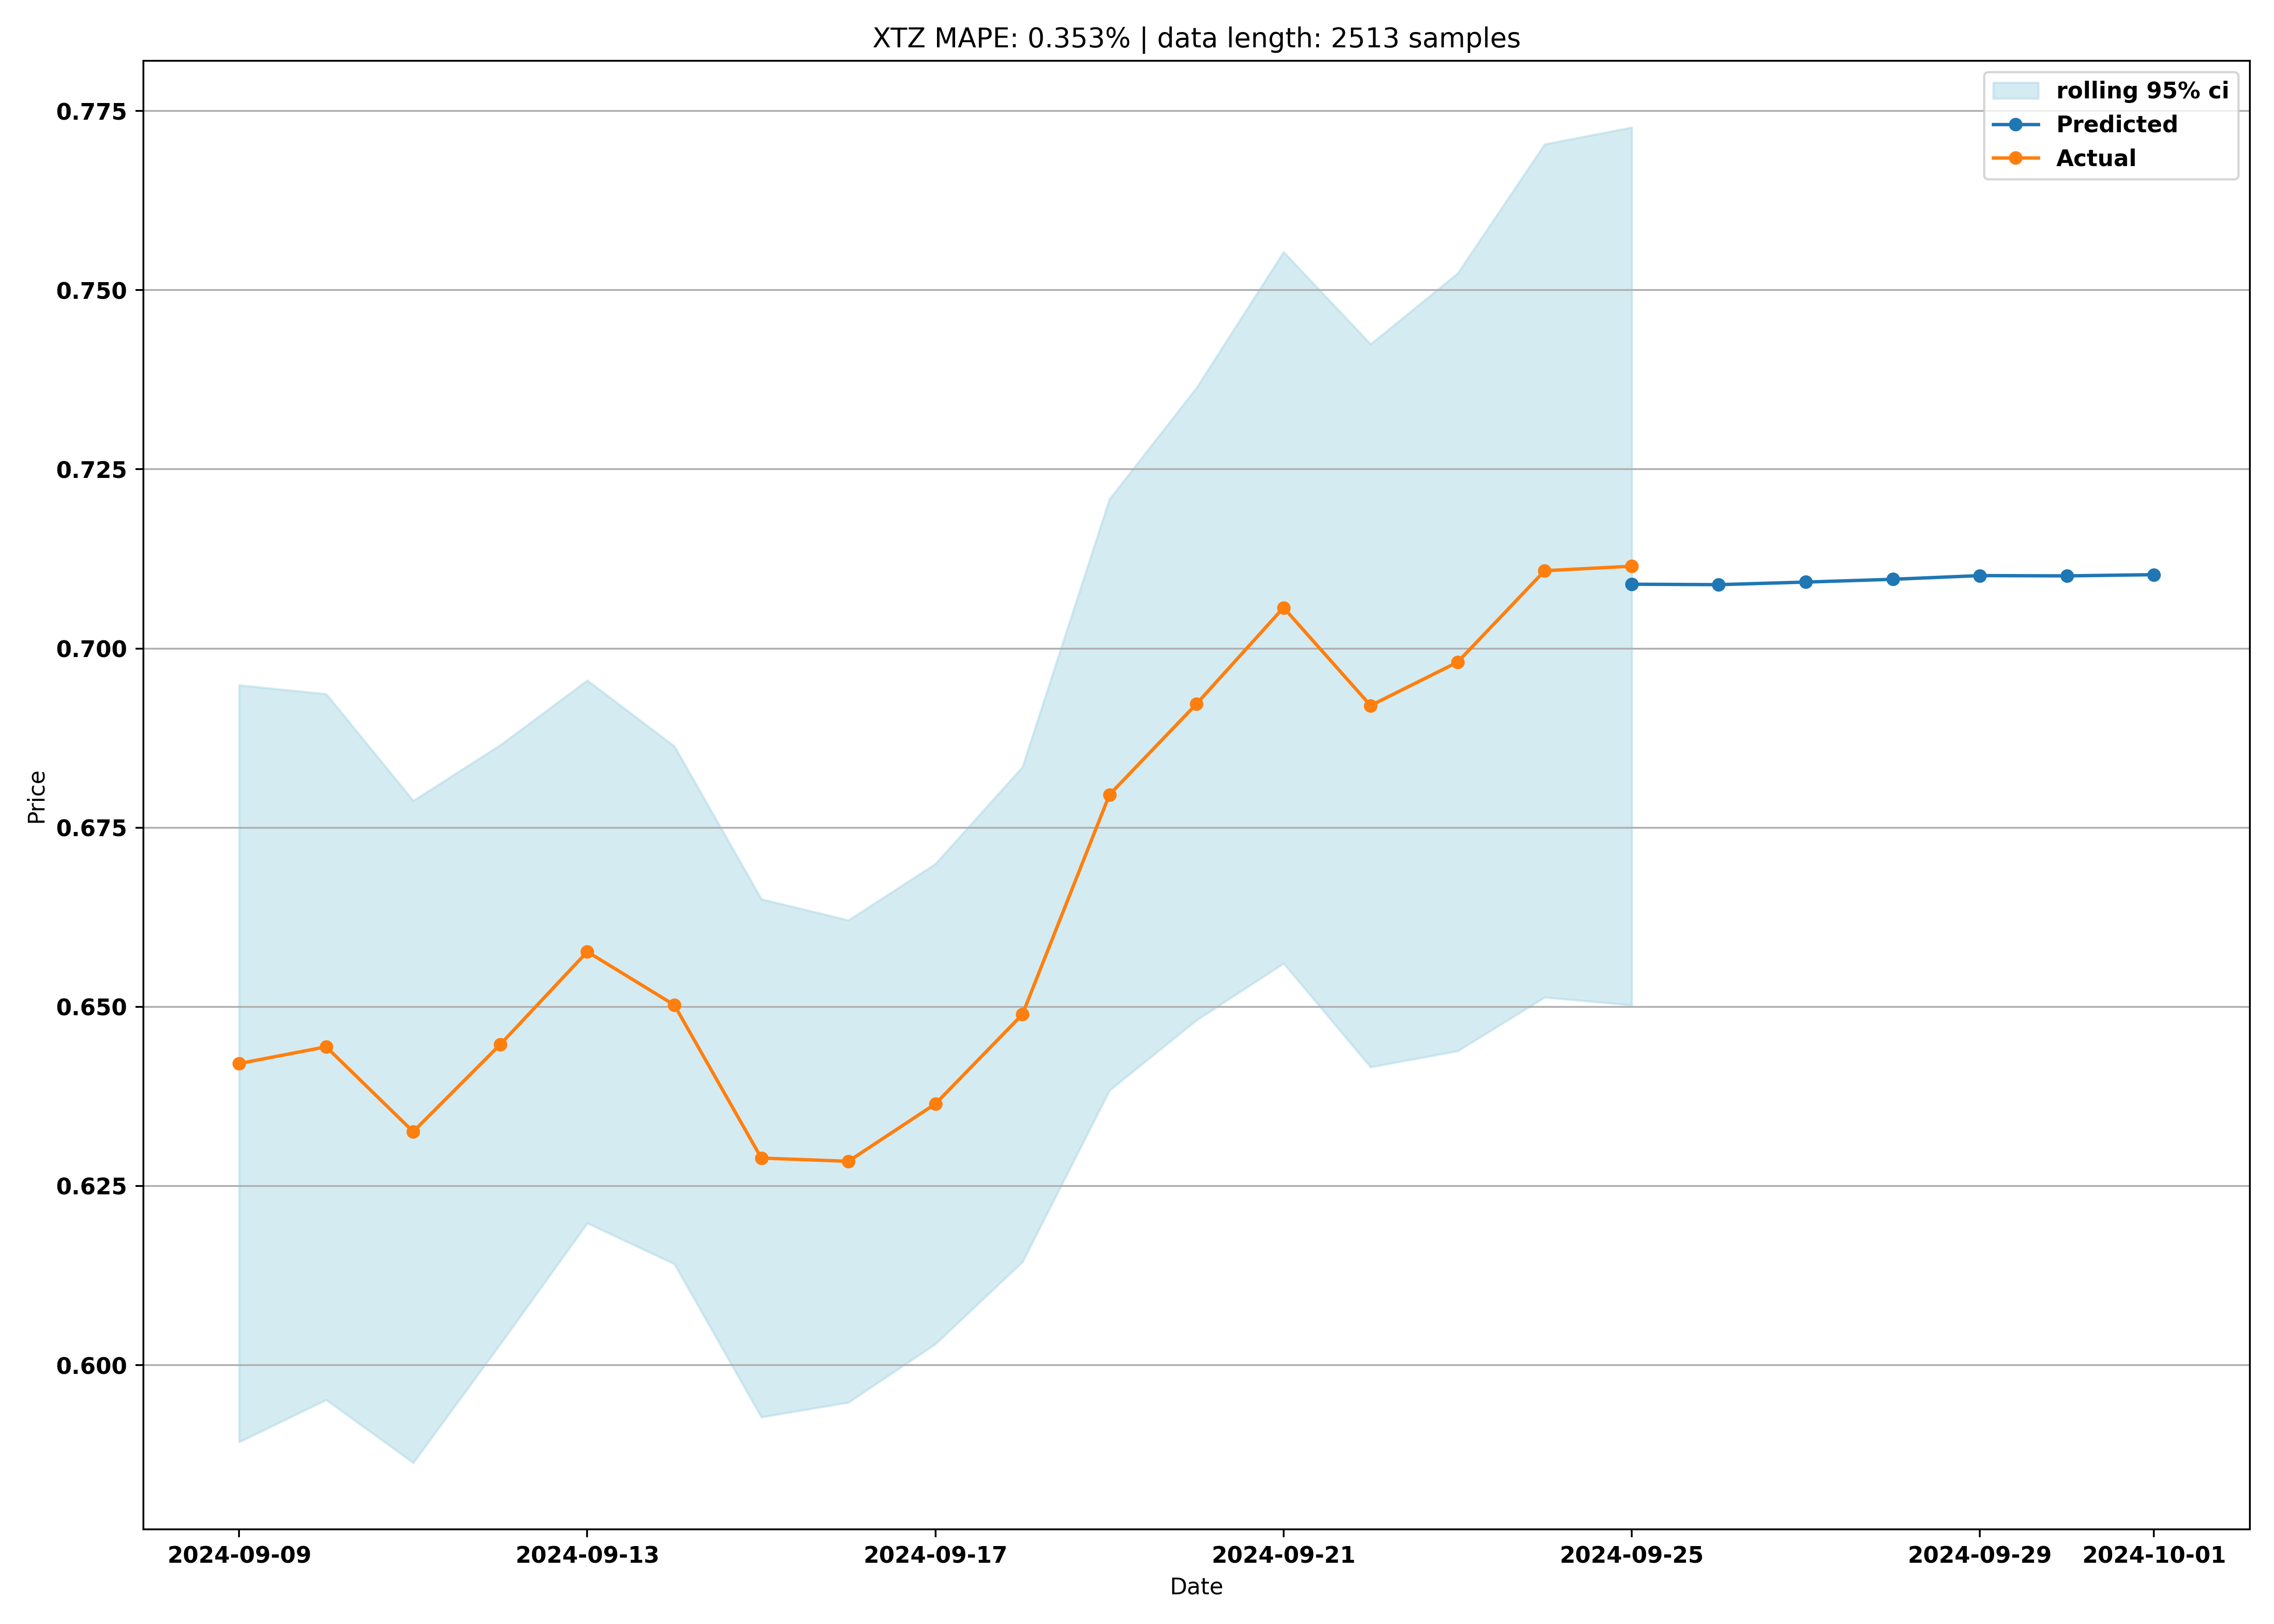 XTZ MAPE: 0.353% | data length: 2513 samples
rolling 95% ci
Predicted
Actual
0.775
0.750
0.725
0.700
0.675
0.650
0.625
0.600
Price
2024-09-09 2024-09-13 2024-09-17 2024-09-21 2024-09-25 2024-09-29 2024-10-01
Date